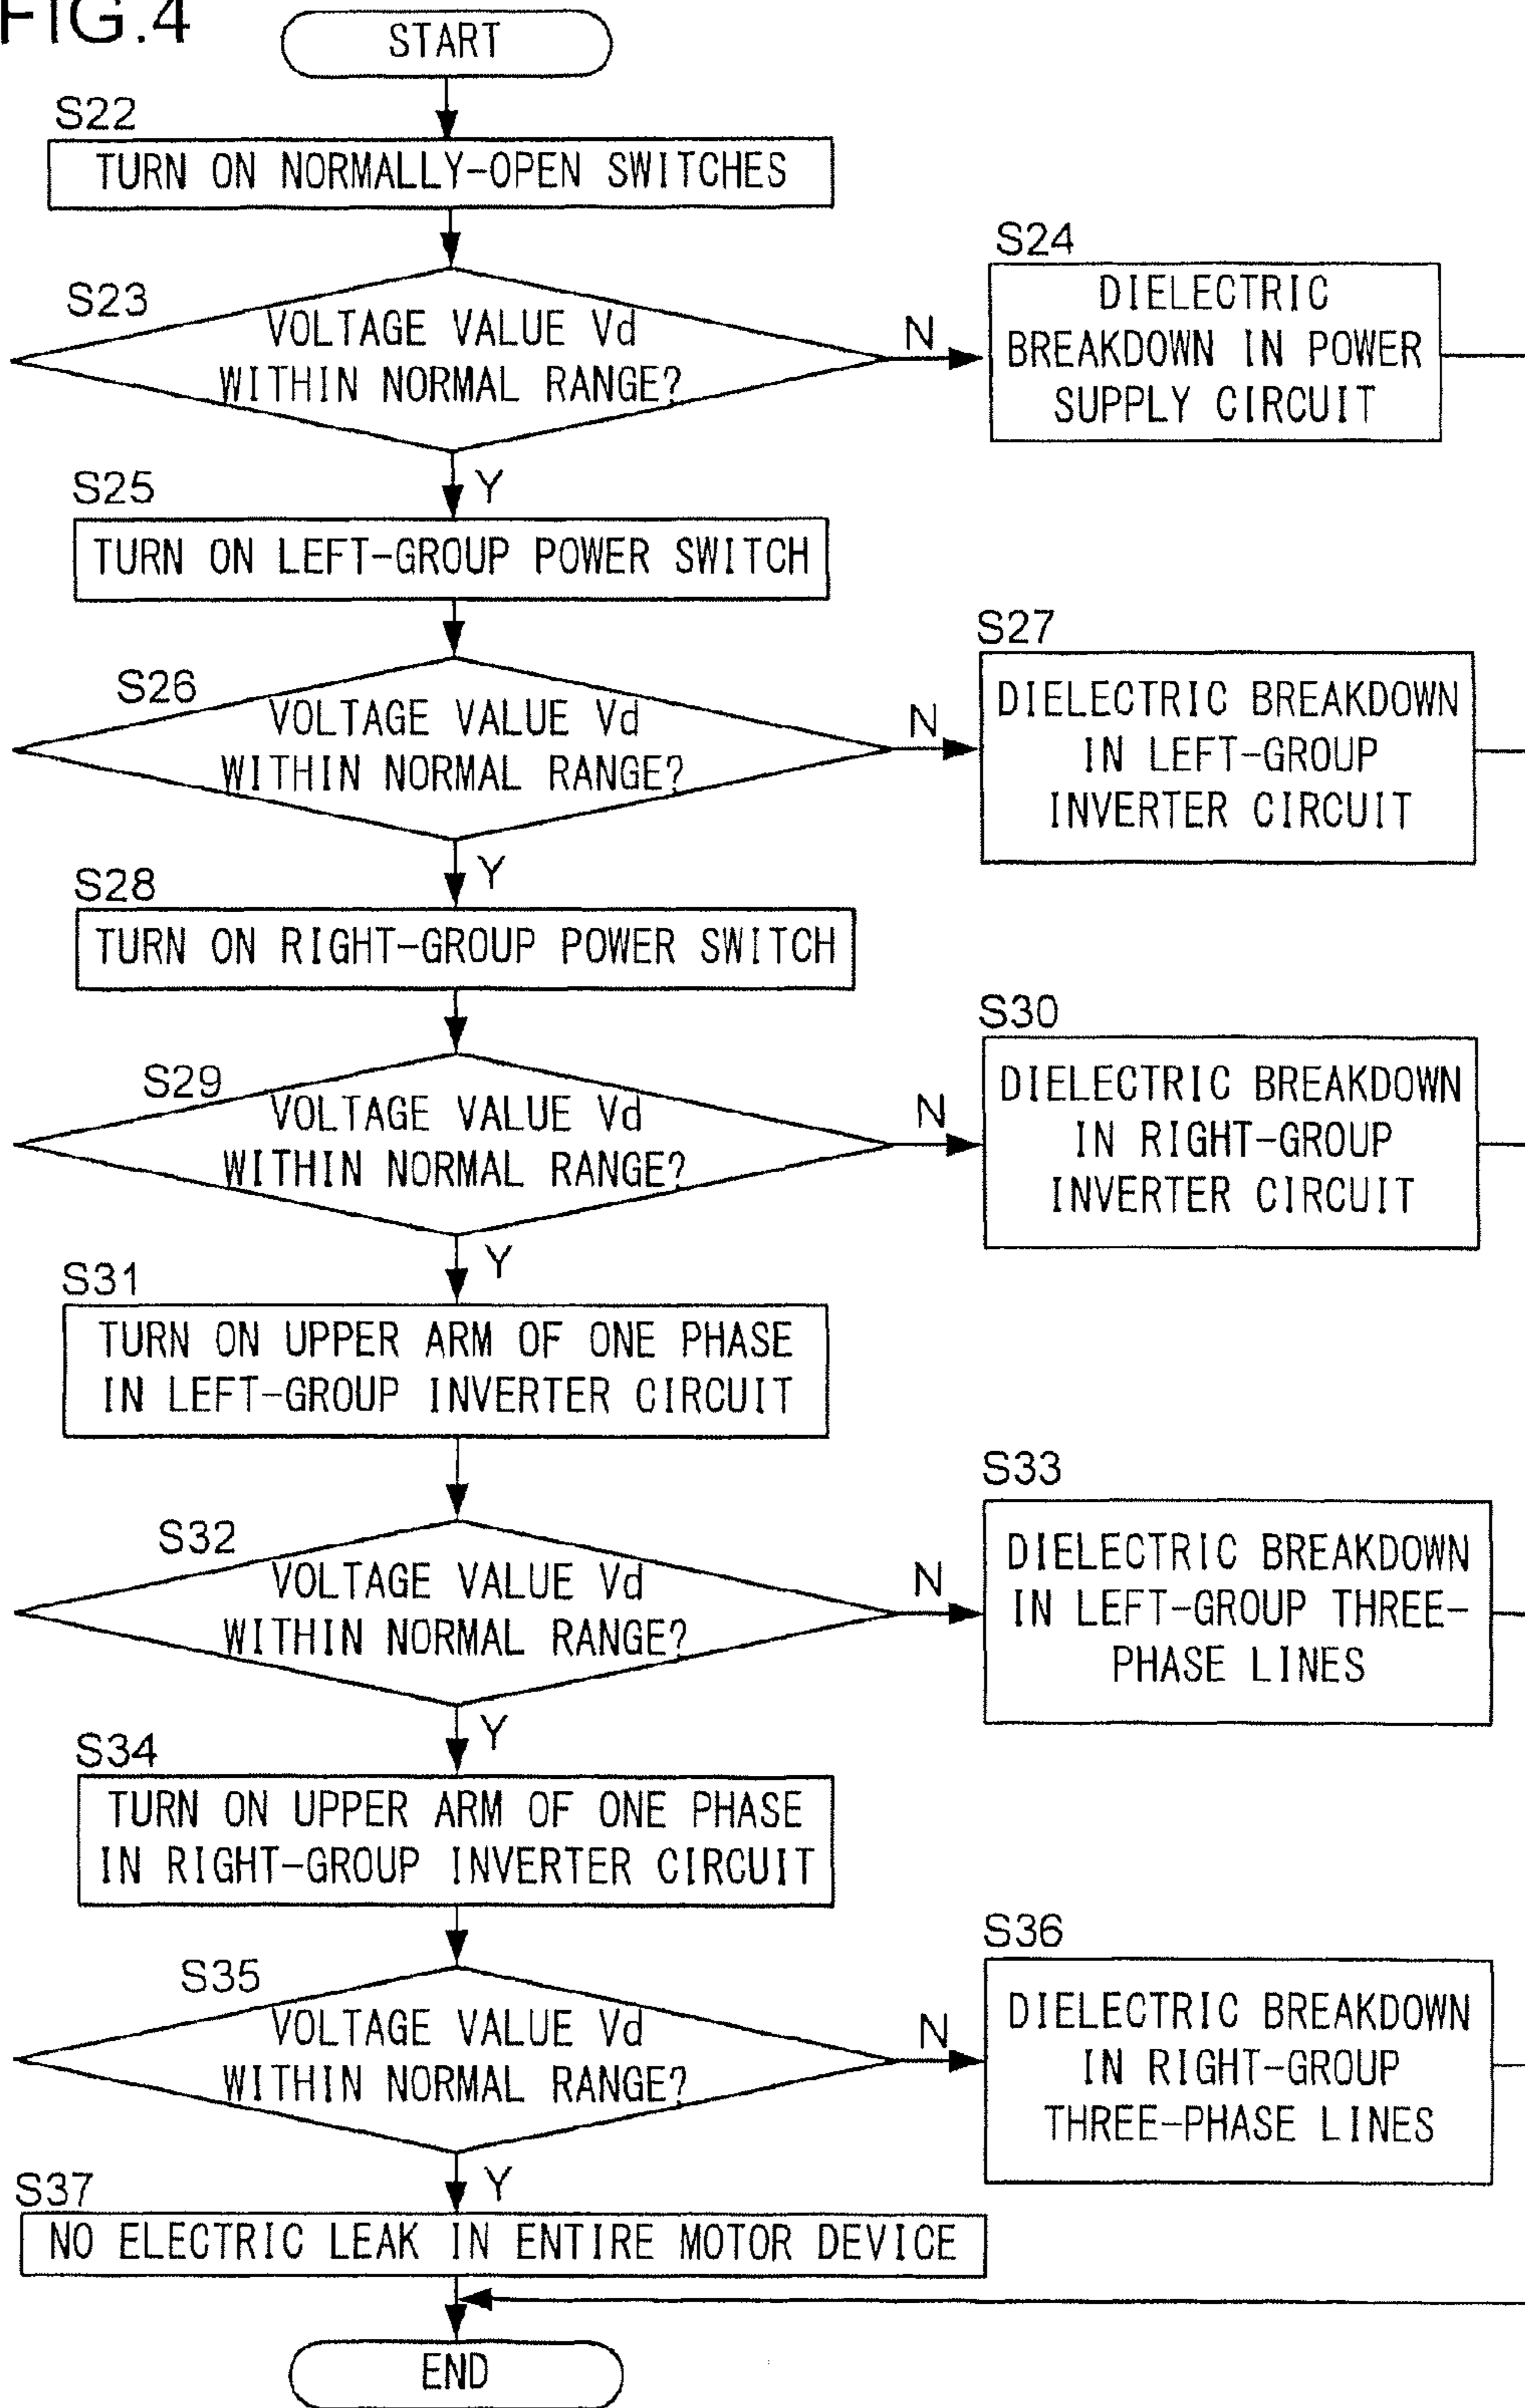 FIG.4
START
S22
TURN ON NORMALLY-OPEN SWITCHES
S23
VOLTAGE VALUE Vd
WITHIN NORMAL RANGE?
N
S24
DIELECTRIC
BREAKDOWN IN POWER
SUPPLY CIRCUIT
Y
S25
TURN ON LEFT-GROUP POWER SWITCH
S26
VOLTAGE VALUE Vd
WITHIN NORMAL RANGE?
N
S27
DIELECTRIC BREAKDOWN
IN LEFT-GROUP
INVERTER CIRCUIT
Y
S28
TURN ON RIGHT-GROUP POWER SWITCH
S29
VOLTAGE VALUE Vd
WITHIN NORMAL RANGE?
N
S30
DIELECTRIC BREAKDOWN
IN RIGHT-GROUP
INVERTER CIRCUIT
Y
S31
TURN ON UPPER ARM OF ONE PHASE
IN LEFT-GROUP INVERTER CIRCUIT
S32
VOLTAGE VALUE Vd
WITHIN NORMAL RANGE?
N
S33
DIELECTRIC BREAKDOWN
IN LEFT-GROUP THREE-
PHASE LINES
Y
S34
TURN ON UPPER ARM OF ONE PHASE
IN RIGHT-GROUP INVERTER CIRCUIT
S35
VOLTAGE VALUE Vd
WITHIN NORMAL RANGE?
N
S36
DIELECTRIC BREAKDOWN
IN RIGHT-GROUP
THREE-PHASE LINES
Y
S37
NO ELECTRIC LEAK IN ENTIRE MOTOR DEVICE
END